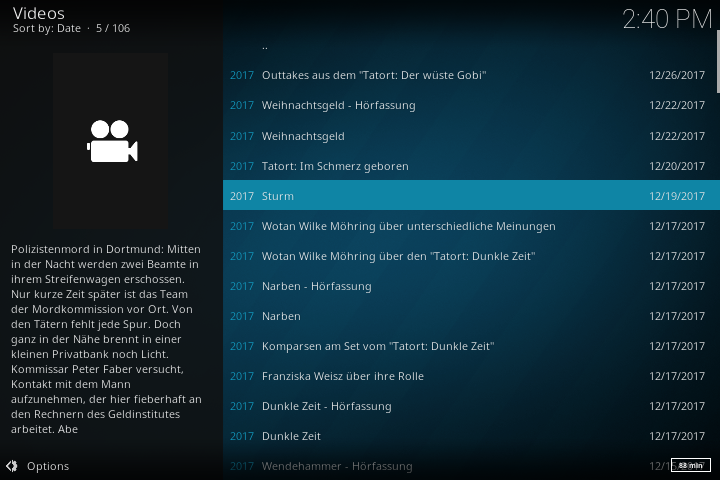 Videos
Sort by: Date · 5 / 106
2:40 PM
..
2017 Outtakes aus dem "Tatort: Der wüste Gobi" 12/26/2017
2017 Weihnachtsgeld - Hörfassung 12/22/2017
2017 Weihnachtsgeld 12/22/2017
2017 Tatort: Im Schmerz geboren 12/20/2017
2017 Sturm 12/19/2017
2017 Wotan Wilke Möhring über unterschiedliche Meinungen 12/17/2017
2017 Wotan Wilke Möhring über den "Tatort: Dunkle Zeit" 12/17/2017
2017 Narben - Hörfassung 12/17/2017
2017 Narben 12/17/2017
2017 Komparsen am Set vom "Tatort: Dunkle Zeit" 12/17/2017
2017 Franziska Weisz über ihre Rolle 12/17/2017
2017 Dunkle Zeit - Hörfassung 12/17/2017
2017 Dunkle Zeit 12/17/2017
2017 Wendehammer - Hörfassung
88 min
Polizistenmord in Dortmund: Mitten
in der Nacht werden zwei Beamte in
ihrem Streifenwagen erschossen.
Nur kurze Zeit später ist das Team
der Mordkommission vor Ort. Von
den Tätern fehlt jede Spur. Doch
ganz in der Nähe brennt in einer
kleinen Privatbank noch Licht.
Kommissar Peter Faber versucht,
Kontakt mit dem Mann
aufzunehmen, der hier fieberhaft an
den Rechnern des Geldinstitutes
arbeitet. Abe
Options